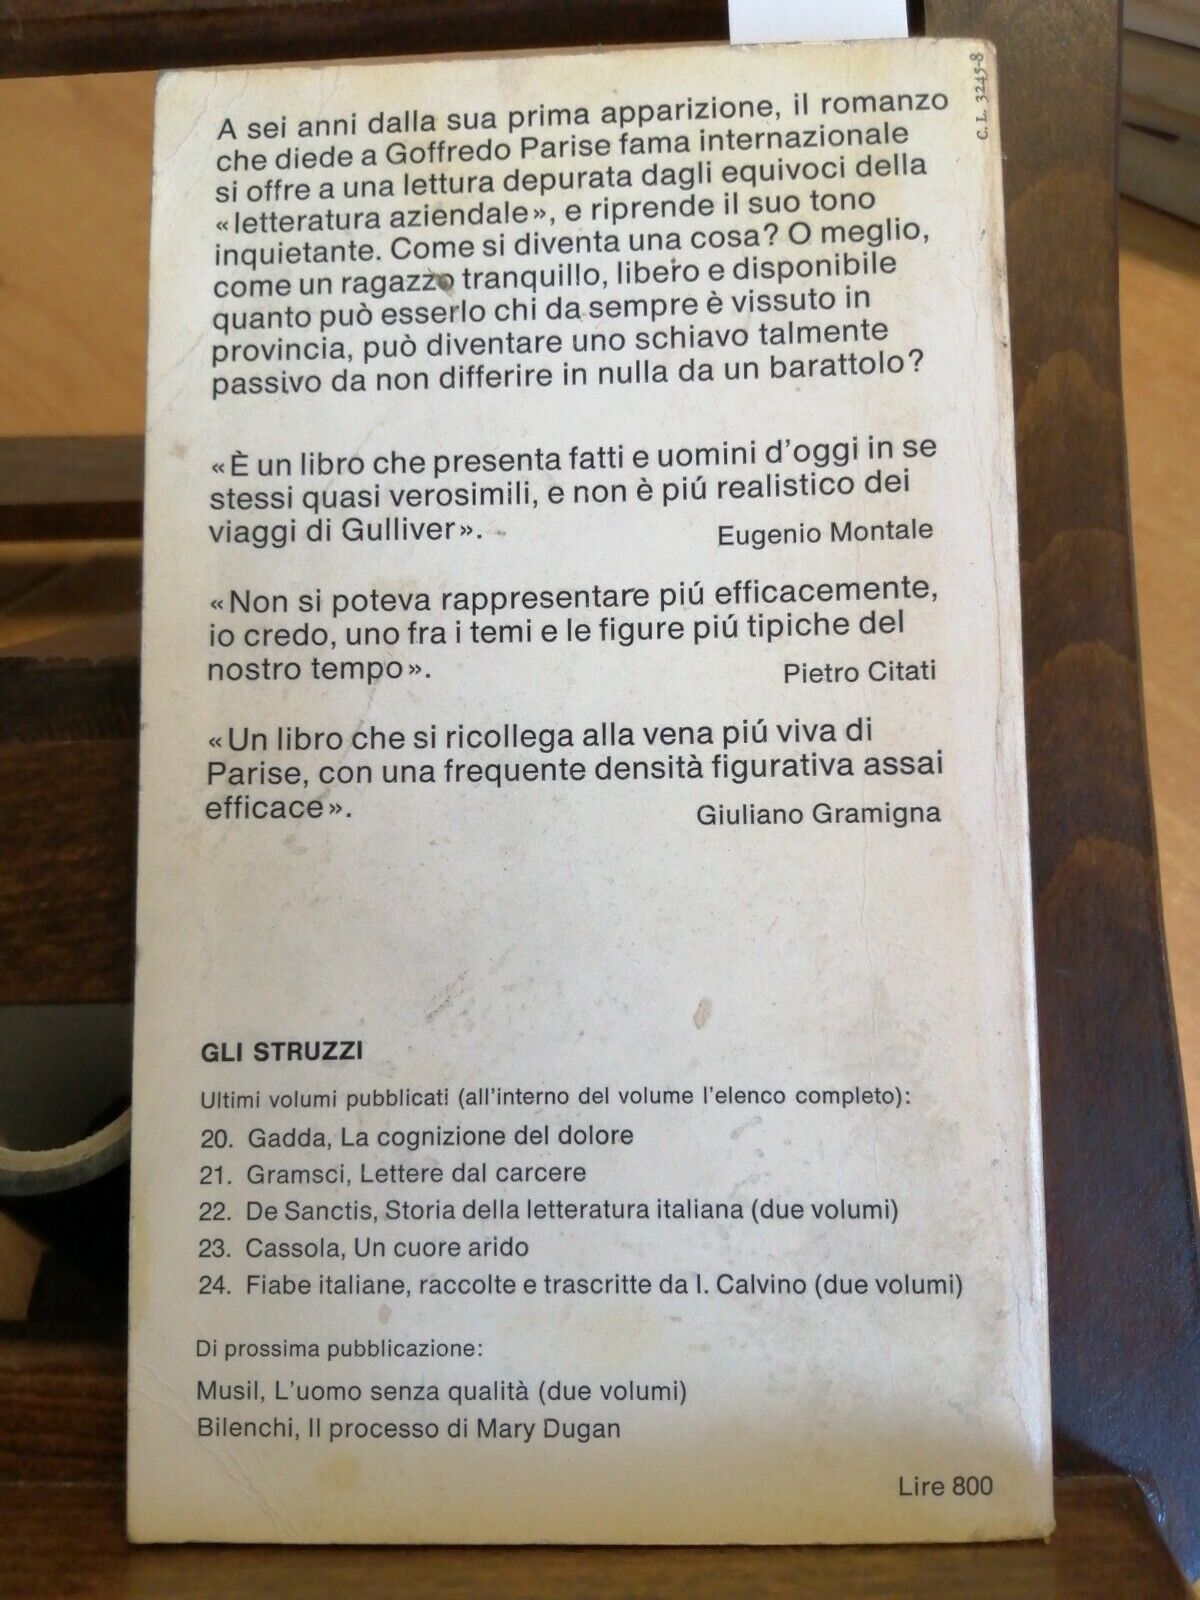 C. L. 3245-8
A sei anni dalla sua prima apparizione, il romanzo
che diede a Goffredo Parise fama internazionale
si offre a una lettura depurata dagli equivoci della
«letteratura aziendale», e riprende il suo tono
inquietante. Come si diventa una cosa? O meglio,
come un ragazzo tranquillo, libero e disponibile
quanto può esserlo chi da sempre è vissuto in
provincia, può diventare uno schiavo talmente
passivo da non differire in nulla da un barattolo?
«È un libro che presenta fatti e uomini d'oggi in se
stessi quasi verosimili, e non è piú realistico dei
viaggi di Gulliver».
Eugenio Montale
«Non si poteva rappresentare piú efficacemente,
io credo, uno fra i temi e le figure piú tipiche del
nostro tempo».
Pietro Citati
«Un libro che si ricollega alla vena piú viva di
Parise, con una frequente densità figurativa assai
efficace».
Giuliano Gramigna
GLI STRUZZI
Ultimi volumi pubblicati (all'interno del volume l'elenco completo):
20. Gadda, La cognizione del dolore
21. Gramsci, Lettere dal carcere
22. De Sanctis, Storia della letteratura italiana (due volumi)
23. Cassola, Un cuore arido
24. Fiabe italiane, raccolte e trascritte da I. Calvino (due volumi)
Di prossima pubblicazione:
Musil, L'uomo senza qualità (due volumi)
Bilenchi, Il processo di Mary Dugan
Lire 800